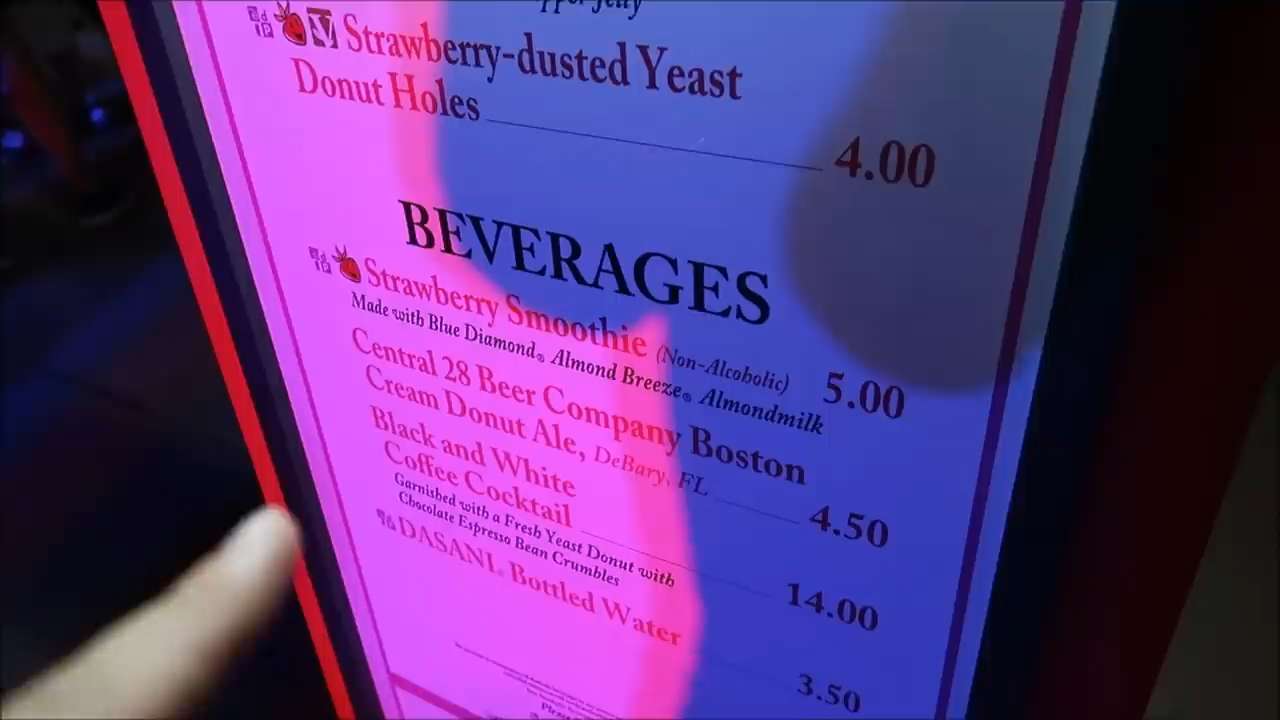 Strawberry-dusted Yeast
Donut Holes 4.00
BEVERAGES
Strawberry Smoothie (Non-Alcoholic) 5.00
Made with Blue Diamond® Almond Breeze® Almondmilk
Central 28 Beer Company Boston
Cream Donut Ale, DeBary, FL 4.50
Black and White
Coffee Cocktail 14.00
Garnished with a Fresh Yeast Donut with
Chocolate Espresso Bean Crumbles
DASANI® Bottled Water 3.50